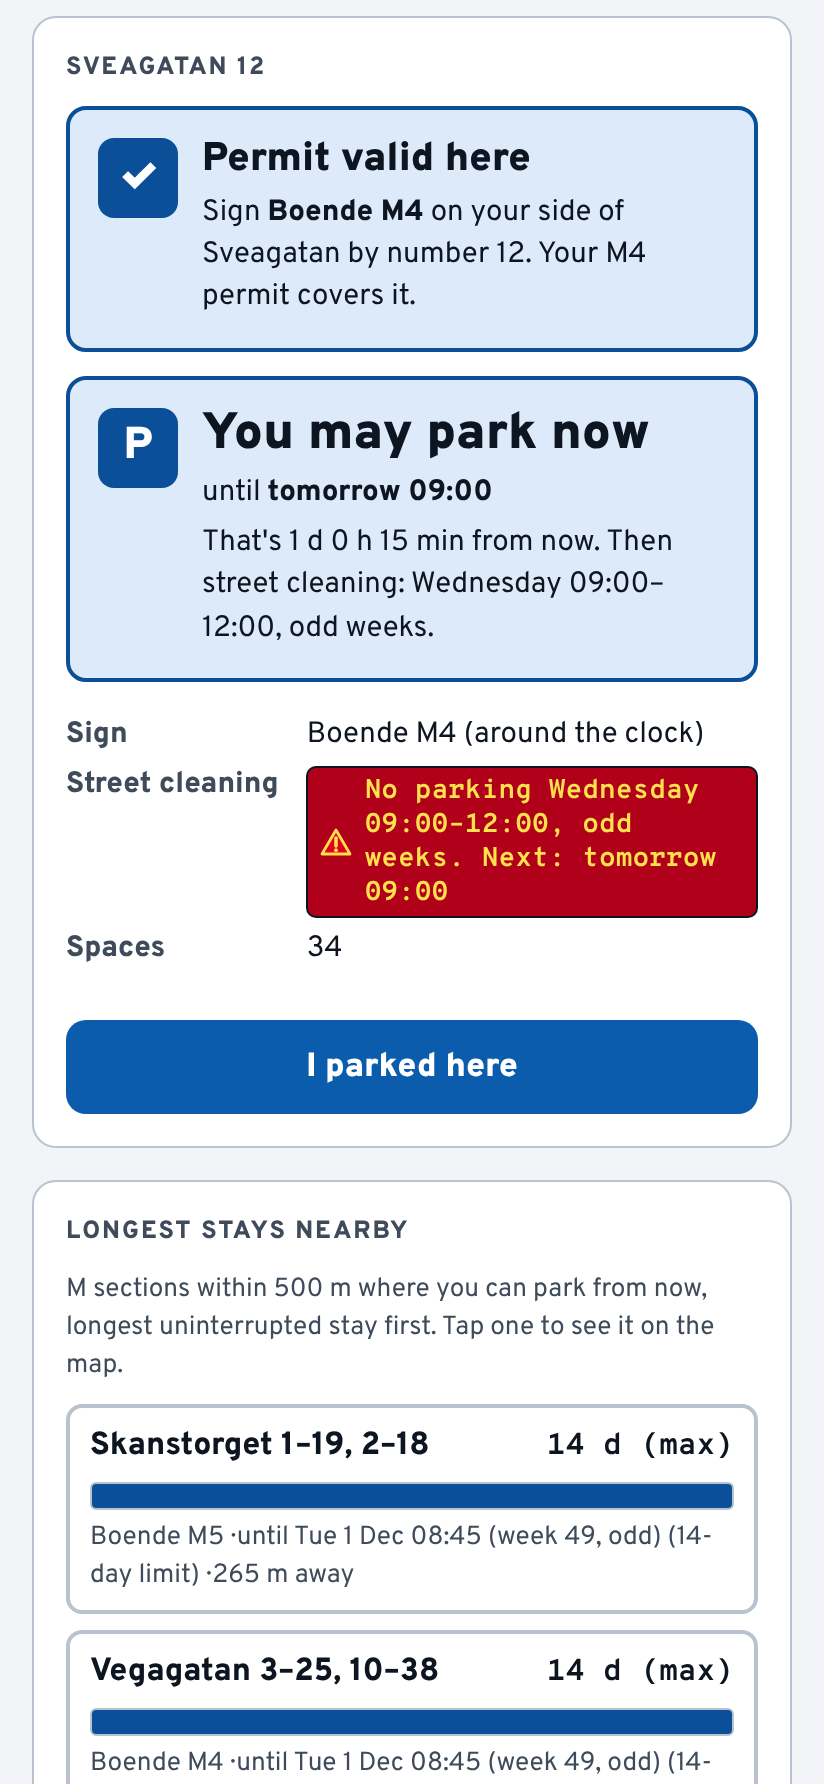 SVEAGATAN 12
Permit valid here
Sign Boende M4 on your side of
Sveagatan by number 12. Your M4
permit covers it.
P
You may park now
until tomorrow 09:00
That's 1 d 0 h 15 min from now. Then
street cleaning: Wednesday 09:00–
12:00, odd weeks.
Sign
Boende M4 (around the clock)
Street cleaning
No parking Wednesday
09:00–12:00, odd
weeks. Next: tomorrow
09:00
Spaces
34
I parked here
LONGEST STAYS NEARBY
M sections within 500 m where you can park from now,
longest uninterrupted stay first. Tap one to see it on the
map.
Skanstorget 1–19, 2–18
14 d (max)
Boende M5 ·until Tue 1 Dec 08:45 (week 49, odd) (14-
day limit) ·265 m away
Vegagatan 3–25, 10–38
14 d (max)
Boende M4 ·until Tue 1 Dec 08:45 (week 49, odd) (14-